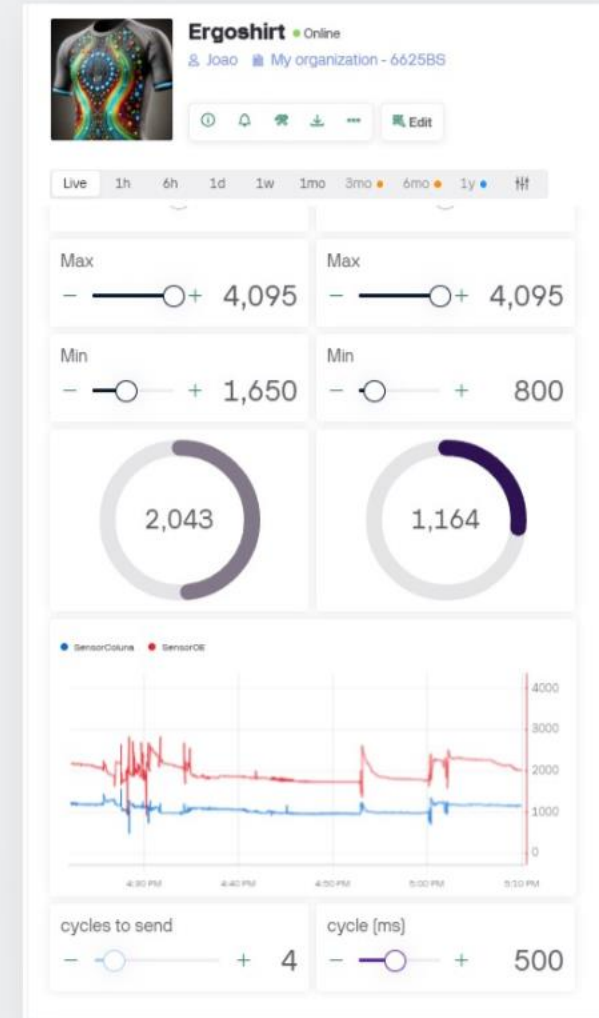 Ergoshirt Online
Joao My organization - 6625BS
Edit
Live 1h 6h 1d 1w 1mo 3mo 6mo 1y
Max
− + 4,095
Max
− + 4,095
Min
− + 1,650
Min
− + 800
2,043
1,164
SensorColuna SensorOE
4000
3000
2000
1000
0
4:30 PM 4:40 PM 4:50 PM 5:00 PM 5:10 PM
cycles to send
− + 4
cycle (ms)
− + 500